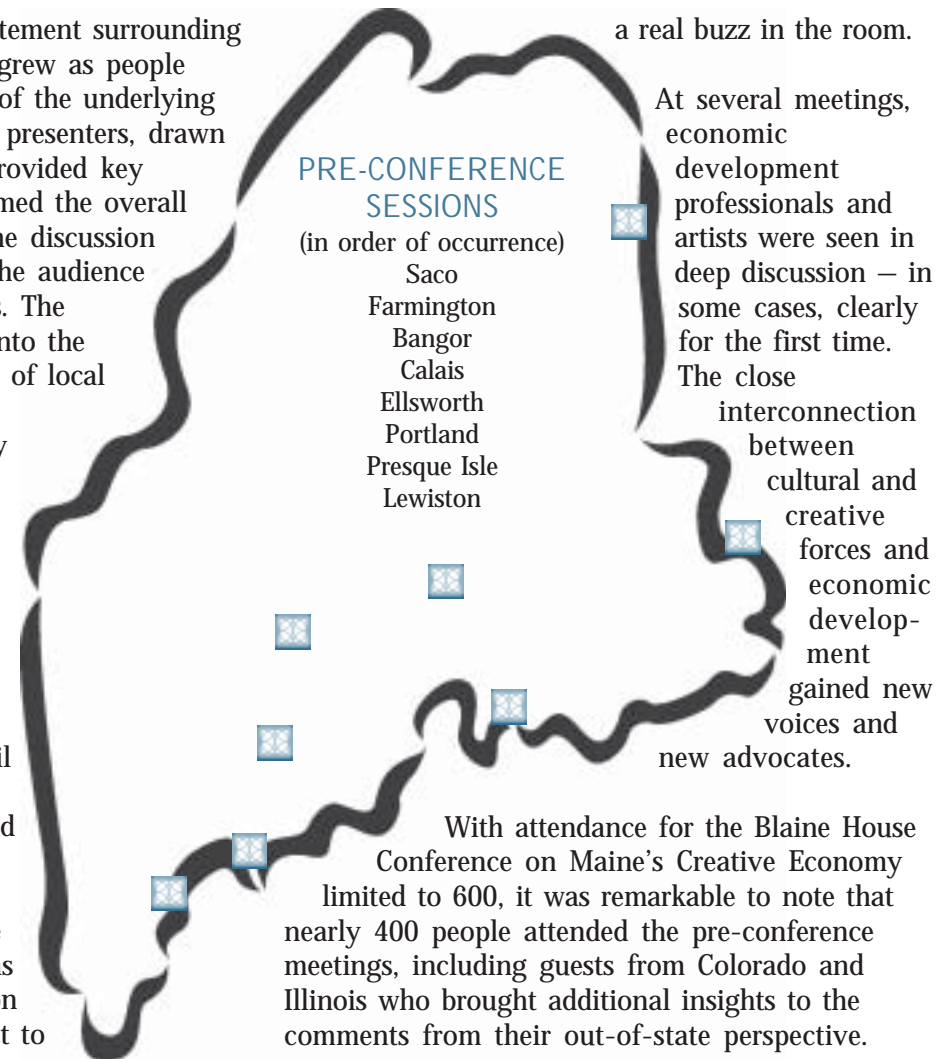 tement surrounding
grew as people
of the underlying
presenters, drawn
rovided key
med the overall
e discussion
he audience
. The
nto the
of local
il
d
s
on
t to
PRE-CONFERENCE
SESSIONS
(in order of occurrence)
Saco
Farmington
Bangor
Calais
Ellsworth
Portland
Presque Isle
Lewiston
a real buzz in the room.
At several meetings,
economic
development
professionals and
artists were seen in
deep discussion – in
some cases, clearly
for the first time.
The close
interconnection
between
cultural and
creative
forces and
economic
develop-
ment
gained new
voices and
new advocates.
With attendance for the Blaine House
Conference on Maine's Creative Economy
limited to 600, it was remarkable to note that
nearly 400 people attended the pre-conference
meetings, including guests from Colorado and
Illinois who brought additional insights to the
comments from their out-of-state perspective.